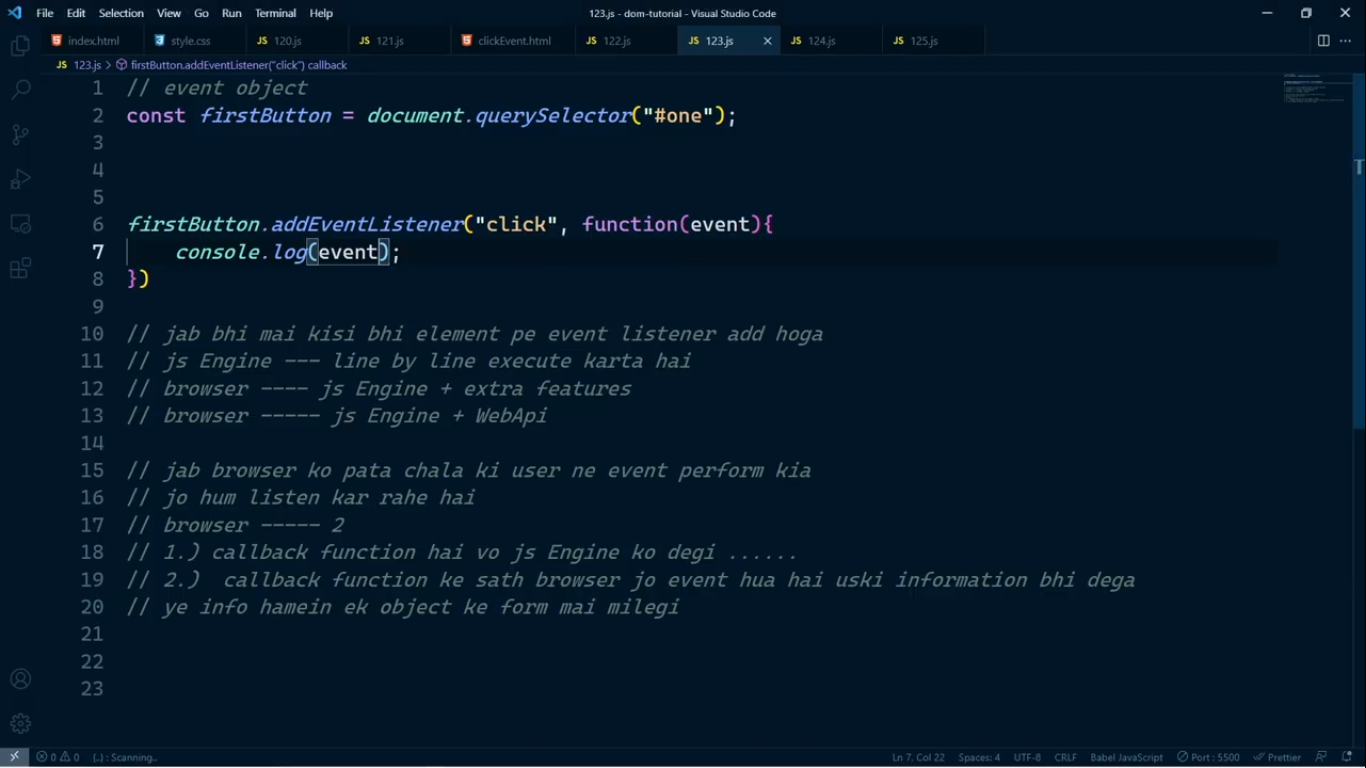 File Edit Selection View Go Run Terminal Help 123.js - dom-tutorial - Visual Studio Code
index.html style.css JS 120.js JS 121.js clickEvent.html JS 122.js JS 123.js JS 124.js JS 125.js
JS 123.js > firstButton.addEventListener("click") callback
1 // event object
2 const firstButton = document.querySelector("#one");
3
4
5
6 firstButton.addEventListener("click", function(event){
7 console.log(event);
8 })
9
10 // jab bhi mai kisi bhi element pe event listener add hoga
11 // js Engine --- line by line execute karta hai
12 // browser ---- js Engine + extra features
13 // browser ----- js Engine + WebApi
14
15 // jab browser ko pata chala ki user ne event perform kia
16 // jo hum listen kar rahe hai
17 // browser ----- 2
18 // 1.) callback function hai vo js Engine ko degi ......
19 // 2.)  callback function ke sath browser jo event hua hai uski information bhi dega
20 // ye info hamein ek object ke form mai milegi
21
22
23
0 0 {..} : Scanning.. Ln 7, Col 22 Spaces: 4 UTF-8 CRLF Babel JavaScript Port : 5500 Prettier